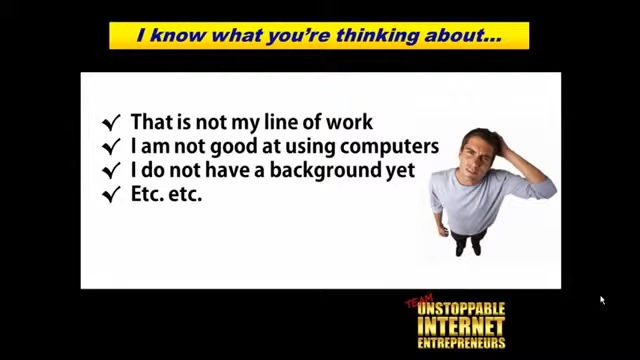 I know what you're thinking about...
That is not my line of work
I am not good at using computers
I do not have a background yet
Etc. etc.
TEAM
UNSTOPPABLE
INTERNET
ENTREPRENEURS